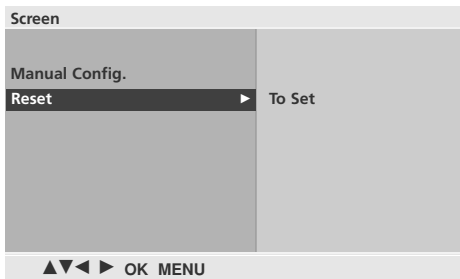 Screen
Manual Config.
Reset ► To Set
▲▼◄ ► OK MENU